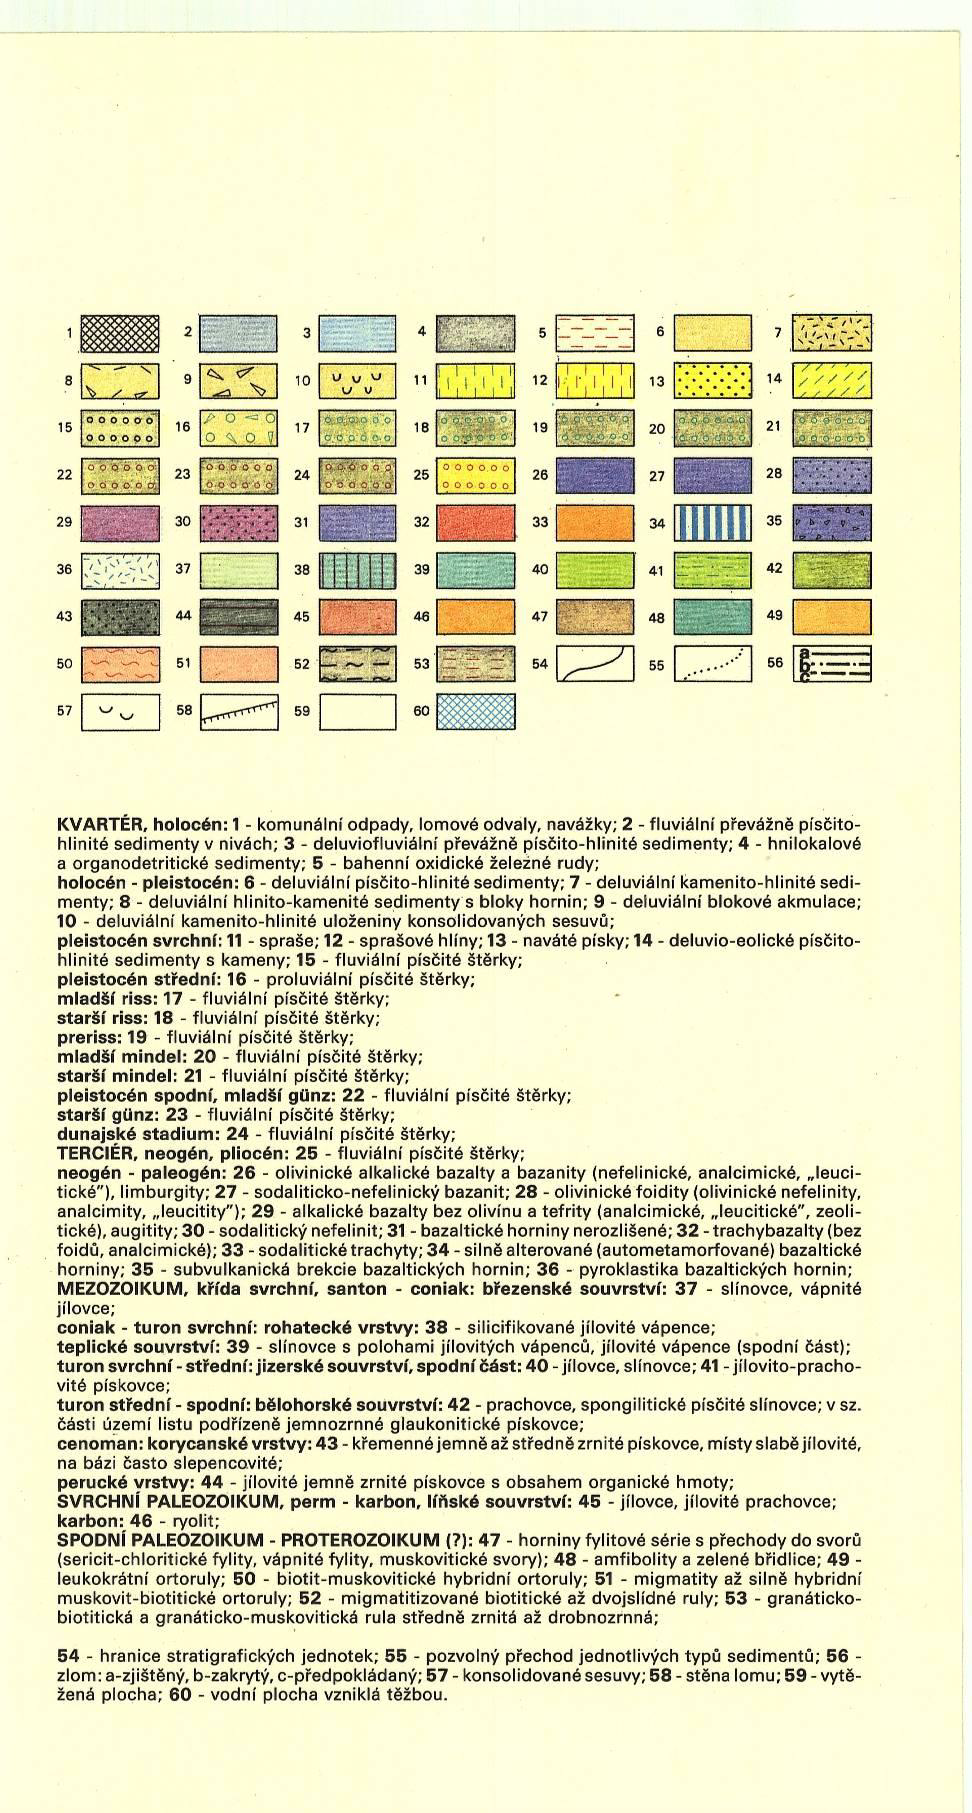 1 2 3 4 5 6 7
8 9 10 11 12 13 14
15 16 17 18 19 20 21
22 23 24 25 26 27 28
29 30 31 32 33 34 35
36 37 38 39 40 41 42
43 44 45 46 47 48 49
50 51 52 53 54 55 56 a b c
57 58 59 60
KVARTÉR, holocén: 1 - komunální odpady, lomové odvaly, navážky; 2 - fluviální převážně písčito-
hlinité sedimenty v nivách; 3 - deluviofluviální převážně písčito-hlinité sedimenty; 4 - hnilokalové
a organodetritické sedimenty; 5 - bahenní oxidické železné rudy;
holocén - pleistocén: 6 - deluviální písčito-hlinité sedimenty; 7 - deluviální kamenito-hlinité sedi-
menty; 8 - deluviální hlinito-kamenité sedimenty s bloky hornin; 9 - deluviální blokové akmulace;
10 - deluviální kamenito-hlinité uloženiny konsolidovaných sesuvů;
pleistocén svrchní: 11 - spraše; 12 - sprašové hlíny; 13 - naváté písky; 14 - deluvio-eolické písčito-
hlinité sedimenty s kameny; 15 - fluviální písčité štěrky;
pleistocén střední: 16 - proluviální písčité štěrky;
mladší riss: 17 - fluviální písčité štěrky;
starší riss: 18 - fluviální písčité štěrky;
preriss: 19 - fluviální písčité štěrky;
mladší mindel: 20 - fluviální písčité štěrky;
starší mindel: 21 - fluviální písčité štěrky;
pleistocén spodní, mladší günz: 22 - fluviální písčité štěrky;
starší günz: 23 - fluviální písčité štěrky;
dunajské stadium: 24 - fluviální písčité štěrky;
TERCIÉR, neogén, pliocén: 25 - fluviální písčité štěrky;
neogén - paleogén: 26 - olivinické alkalické bazalty a bazanity (nefelinické, analcimické, „leuci-
tické"), limburgity; 27 - sodaliticko-nefelinický bazanit; 28 - olivinické foidity (olivinické nefelinity,
analcimity, „leucitity"); 29 - alkalické bazalty bez olivínu a tefrity (analcimické, „leucitické", zeoli-
tické), augitity; 30 - sodalitický nefelinit; 31 - bazaltické horniny nerozlišené; 32 - trachybazalty (bez
foidů, analcimické); 33 - sodalitické trachyty; 34 - silně alterované (autometamorfované) bazaltické
horniny; 35 - subvulkanická brekcie bazaltických hornin; 36 - pyroklastika bazaltických hornin;
MEZOZOIKUM, křída svrchní, santon - coniak: březenské souvrství: 37 - slínovce, vápnité
jílovce;
coniak - turon svrchní: rohatecké vrstvy: 38 - silicifikované jílovité vápence;
teplické souvrství: 39 - slínovce s polohami jílovitých vápenců, jílovité vápence (spodní část);
turon svrchní - střední: jizerské souvrství, spodní část: 40 - jílovce, slínovce; 41 - jílovito-pracho-
vité pískovce;
turon střední - spodní: bělohorské souvrství: 42 - prachovce, spongilitické písčité slínovce; v sz.
části území listu podřízeně jemnozrnné glaukonitické pískovce;
cenoman: korycanské vrstvy: 43 - křemenné jemně až středně zrnité pískovce, místy slabě jílovité,
na bázi často slepencovité;
perucké vrstvy: 44 - jílovité jemně zrnité pískovce s obsahem organické hmoty;
SVRCHNÍ PALEOZOIKUM, perm - karbon, líňské souvrství: 45 - jílovce, jílovité prachovce;
karbon: 46 - ryolit;
SPODNÍ PALEOZOIKUM - PROTEROZOIKUM (?): 47 - horniny fylitové série s přechody do svorů
(sericit-chloritické fylity, vápnité fylity, muskovitické svory); 48 - amfibolity a zelené břidlice; 49 -
leukokrátní ortoruly; 50 - biotit-muskovitické hybridní ortoruly; 51 - migmatity až silně hybridní
muskovit-biotitické ortoruly; 52 - migmatitizované biotitické až dvojslídné ruly; 53 - granáticko-
biotitická a granáticko-muskovitická rula středně zrnitá až drobnozrnná;
54 - hranice stratigrafických jednotek; 55 - pozvolný přechod jednotlivých typů sedimentů; 56 -
zlom: a-zjištěný, b-zakrytý, c-předpokládaný; 57 - konsolidované sesuvy; 58 - stěna lomu; 59 - vytě-
žená plocha; 60 - vodní plocha vzniklá těžbou.